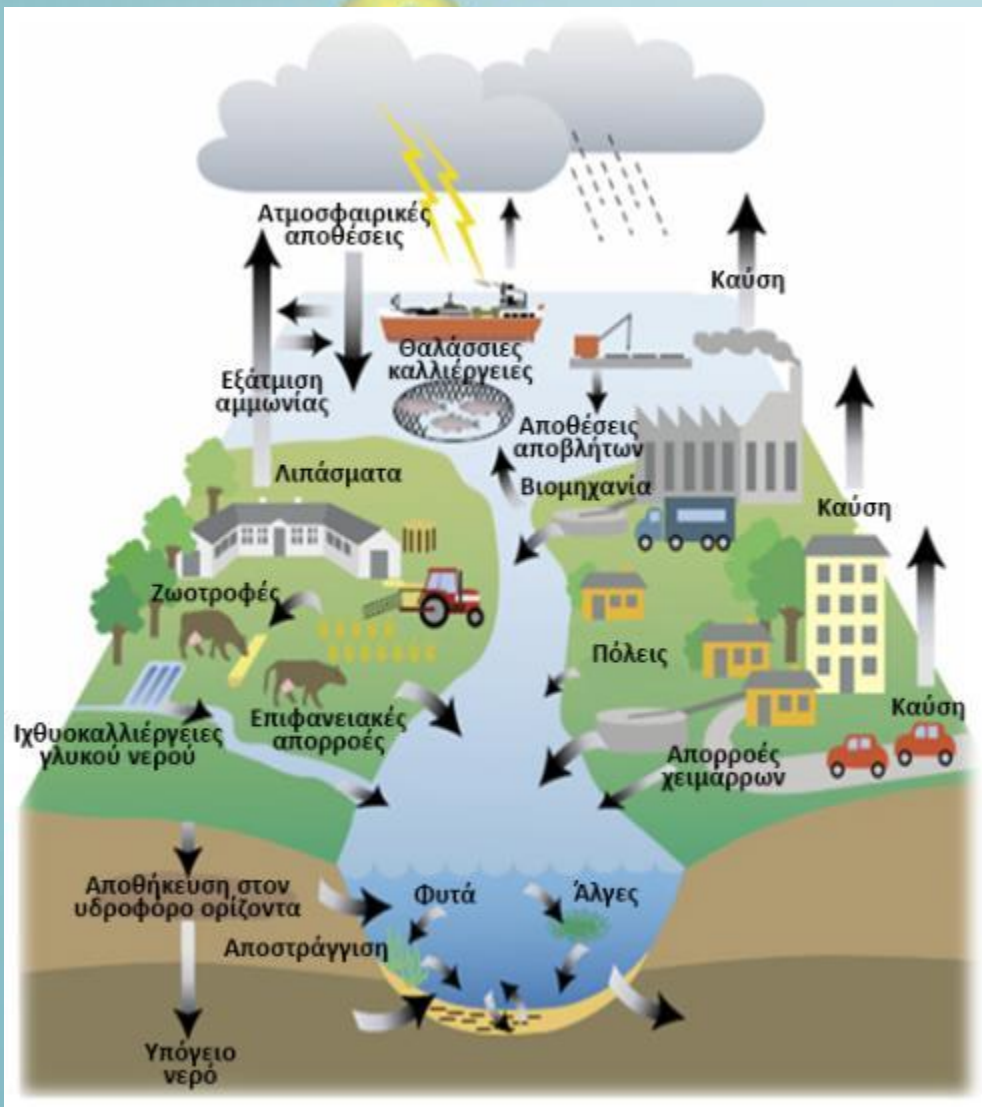 Ατμοσφαιρικές
αποθέσεις
Καύση
Θαλάσσιες
καλλιέργειες
Εξάτμιση
αμμωνίας
Αποθέσεις
αποβλήτων
Λιπάσματα
Βιομηχανία
Καύση
Ζωοτροφές
Πόλεις
Καύση
Επιφανειακές
απορροές
Ιχθυοκαλλιέργειες
γλυκού νερού
Απορροές
χειμάρρων
Αποθήκευση στον
υδροφόρο ορίζοντα
Φυτά
Άλγες
Αποστράγγιση
Υπόγειο
νερό